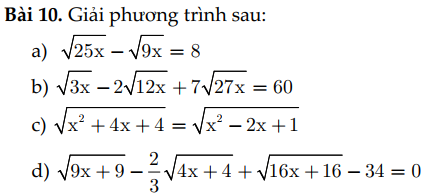 Bài 10. Giải phương trình sau:
a) √25x − √9x = 8
b) √3x − 2√12x + 7√27x = 60
c) √x² + 4x + 4 = √x² − 2x + 1
d) √9x + 9 − 2/3 √4x + 4 + √16x + 16 − 34 = 0